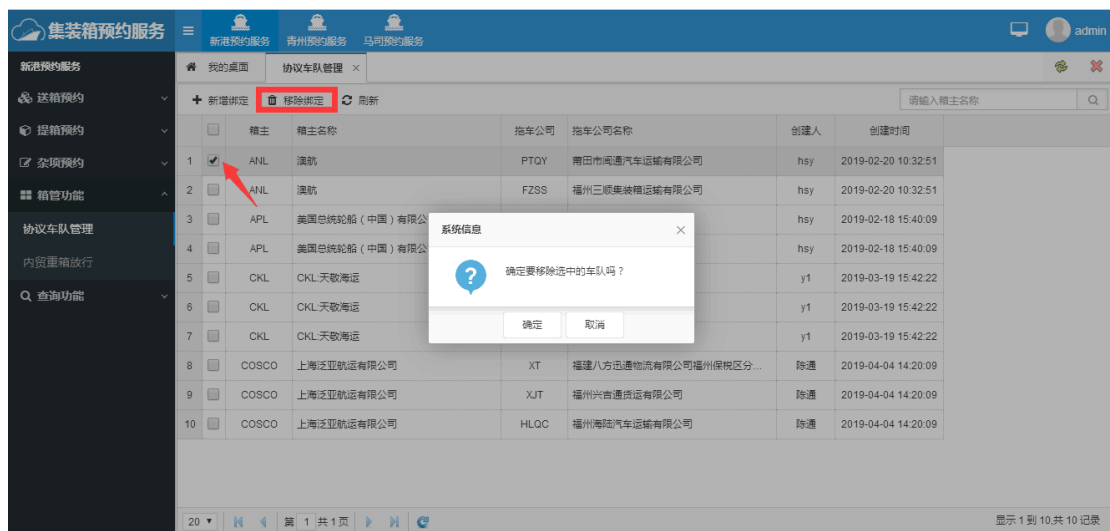 集装箱预约服务
新港预约服务 青州预约服务 马司预约服务
admin
新港预约服务
送箱预约
提箱预约
杂项预约
箱管功能
协议车队管理
内贸重箱放行
查询功能
我的桌面 协议车队管理 ×
新增绑定 移除绑定 刷新 请输入箱主名称
箱主 箱主名称 拖车公司 拖车公司名称 创建人 创建时间
1 ANL 澳航 PTQY 莆田市闽通汽车运输有限公司 hsy 2019-02-20 10:32:51
2 ANL 澳航 FZSS 福州三顺集装箱运输有限公司 hsy 2019-02-20 10:32:51
3 APL 美国总统轮船（中国）有限公 hsy 2019-02-18 15:40:09
4 APL 美国总统轮船（中国）有限公 hsy 2019-02-18 15:40:09
5 CKL CKL:天敬海运 y1 2019-03-19 15:42:22
6 CKL CKL:天敬海运 y1 2019-03-19 15:42:22
7 CKL CKL:天敬海运 y1 2019-03-19 15:42:22
8 COSCO 上海泛亚航运有限公司 XT 福建八方迅通物流有限公司福州保税区分... 陈通 2019-04-04 14:20:09
9 COSCO 上海泛亚航运有限公司 XJT 福州兴吉通货运有限公司 陈通 2019-04-04 14:20:09
10 COSCO 上海泛亚航运有限公司 HLQC 福州海陆汽车运输有限公司 陈通 2019-04-04 14:20:09
系统信息 ×
确定要移除选中的车队吗？
确定 取消
20 第 1 共1页 显示 1 到 10,共 10 记录